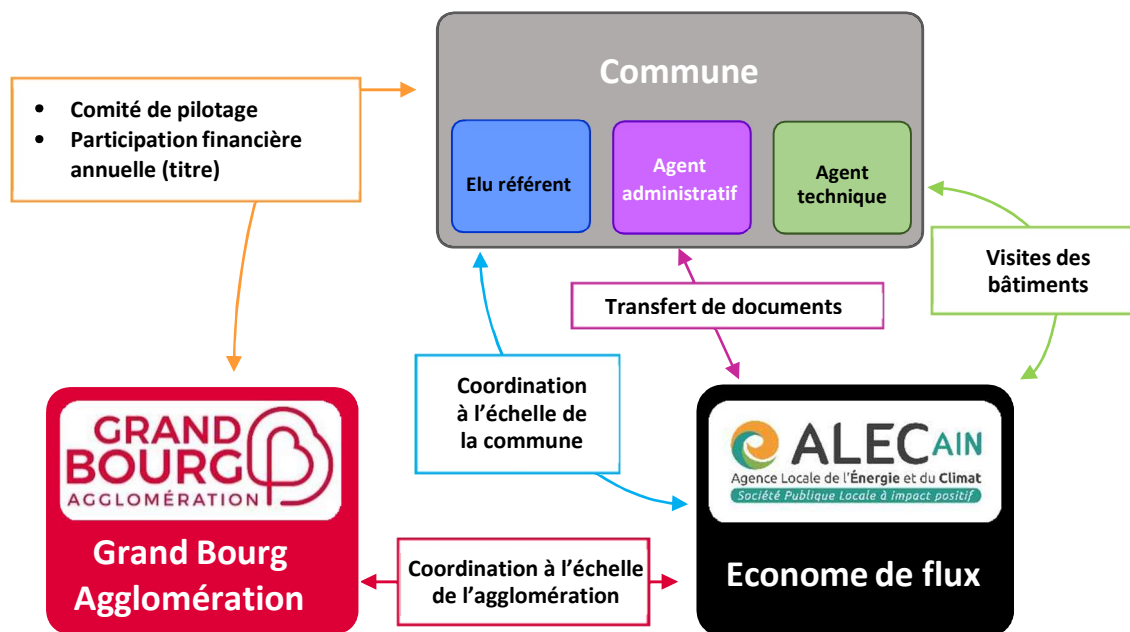 Commune
• Comité de pilotage
• Participation financière
annuelle (titre)
Elu référent
Agent
administratif
Agent
technique
Visites des
bâtiments
Transfert de documents
Coordination
à l’échelle de
la commune
GRAND
BOURG
AGGLOMÉRATION
Grand Bourg
Agglomération
Coordination à l’échelle
de l’agglomération
ALEC AIN
Agence Locale de l’Énergie et du Climat
Société Publique Locale à impact positif
Econome de flux